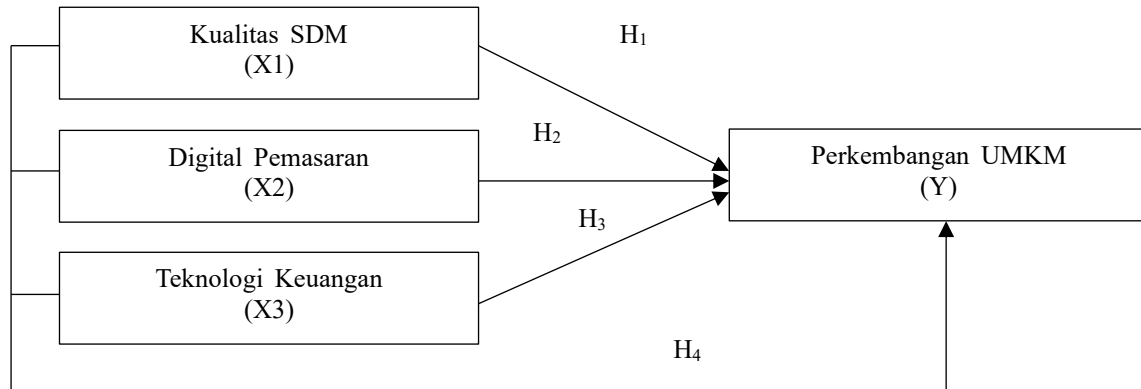 Kualitas SDM
(X1)
H₁
Digital Pemasaran
(X2)
H₂
Perkembangan UMKM
(Y)
Teknologi Keuangan
(X3)
H₃
H₄